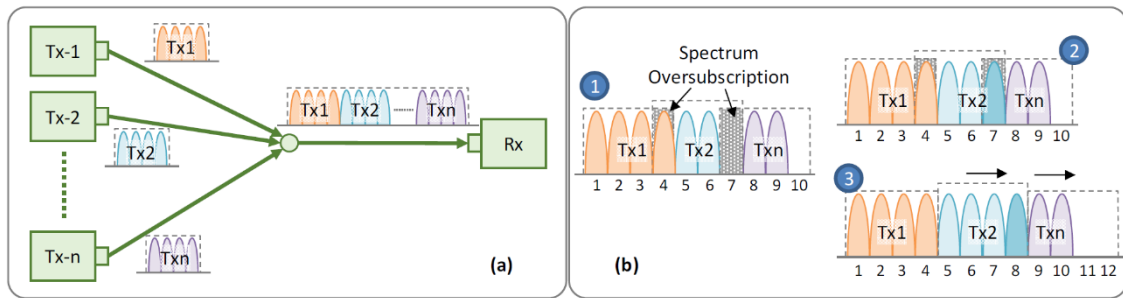 Tx-1
Tx1
Tx-2
Tx2
Tx1 Tx2 Txn
Rx
Tx-n
Txn
(a)
Spectrum
Oversubscription
1
Tx1 Tx2 Txn
1 2 3 4 5 6 7 8 9 10
(b)
2
Tx1 Tx2 Txn
1 2 3 4 5 6 7 8 9 10
3
Tx1 Tx2 Txn
1 2 3 4 5 6 7 8 9 10 11 12